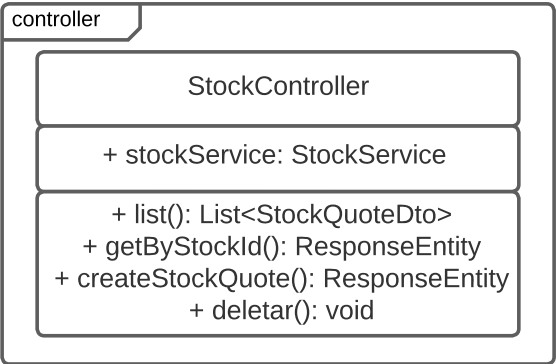 controller
StockController
+ stockService: StockService
+ list(): List<StockQuoteDto>
+ getByStockId(): ResponseEntity
+ createStockQuote(): ResponseEntity
+ deletar(): void